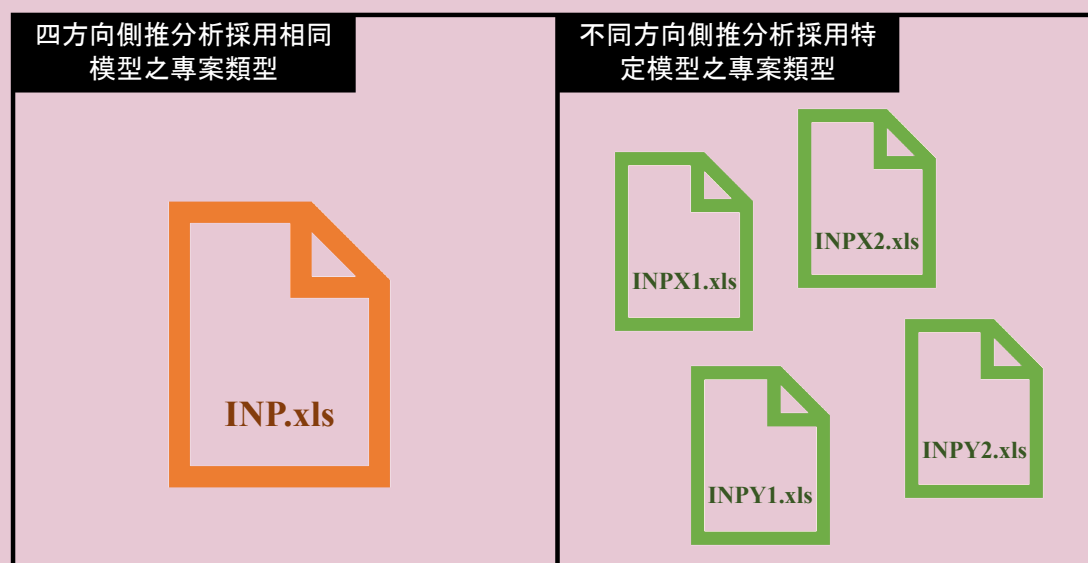 四方向側推分析採用相同
模型之專案類型
INP.xls
不同方向側推分析採用特
定模型之專案類型
INPX1.xls
INPX2.xls
INPY1.xls
INPY2.xls